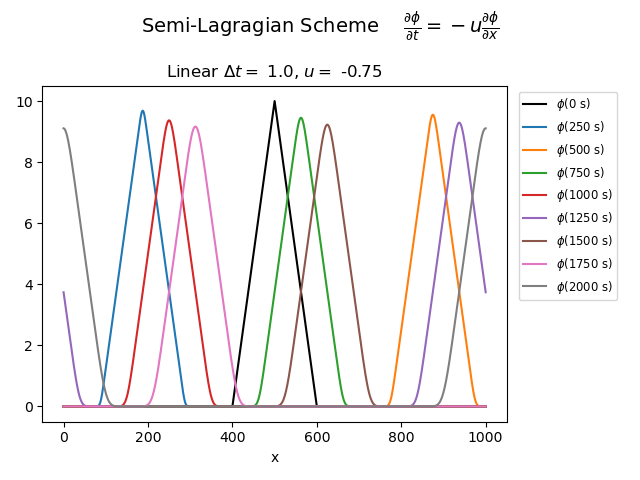 Semi-Lagragian Scheme ∂ϕ/∂t = −u ∂ϕ/∂x
Linear Δt = 1.0, u = -0.75
10
8
6
4
2
0
0 200 400 600 800 1000
x
ϕ(0 s)
ϕ(250 s)
ϕ(500 s)
ϕ(750 s)
ϕ(1000 s)
ϕ(1250 s)
ϕ(1500 s)
ϕ(1750 s)
ϕ(2000 s)